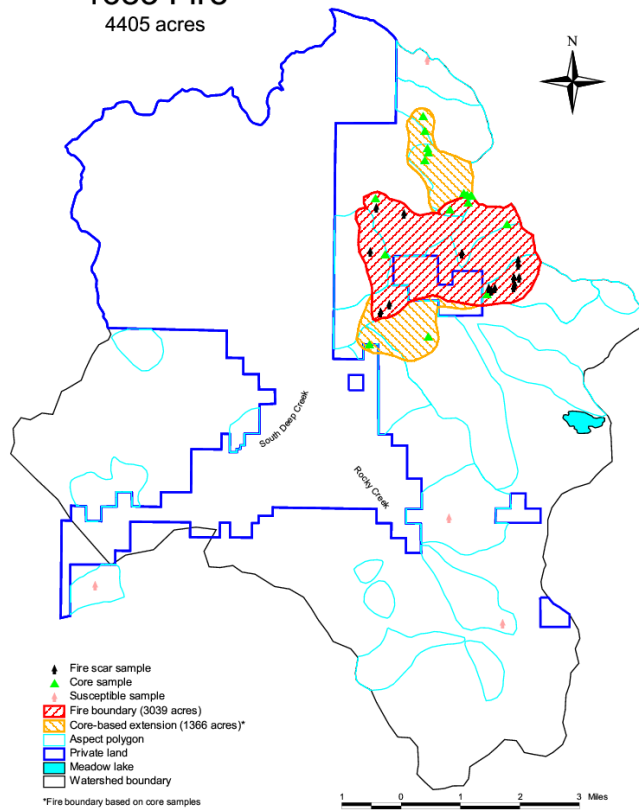 4405 acres
N
South Deep Creek
Rocky Creek
Fire scar sample
Core sample
Susceptible sample
Fire boundary (3039 acres)
Core-based extension (1366 acres)*
Aspect polygon
Private land
Meadow lake
Watershed boundary
*Fire boundary based on core samples
1 0 1 2 3 Miles